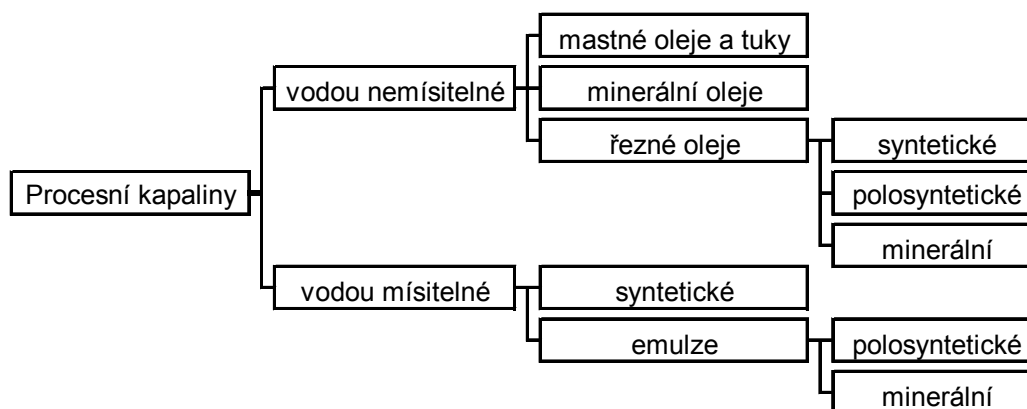 mastné oleje a tuky
vodou nemísitelné
minerální oleje
řezné oleje
syntetické
Procesní kapaliny
polosyntetické
minerální
vodou mísitelné
syntetické
emulze
polosyntetické
minerální